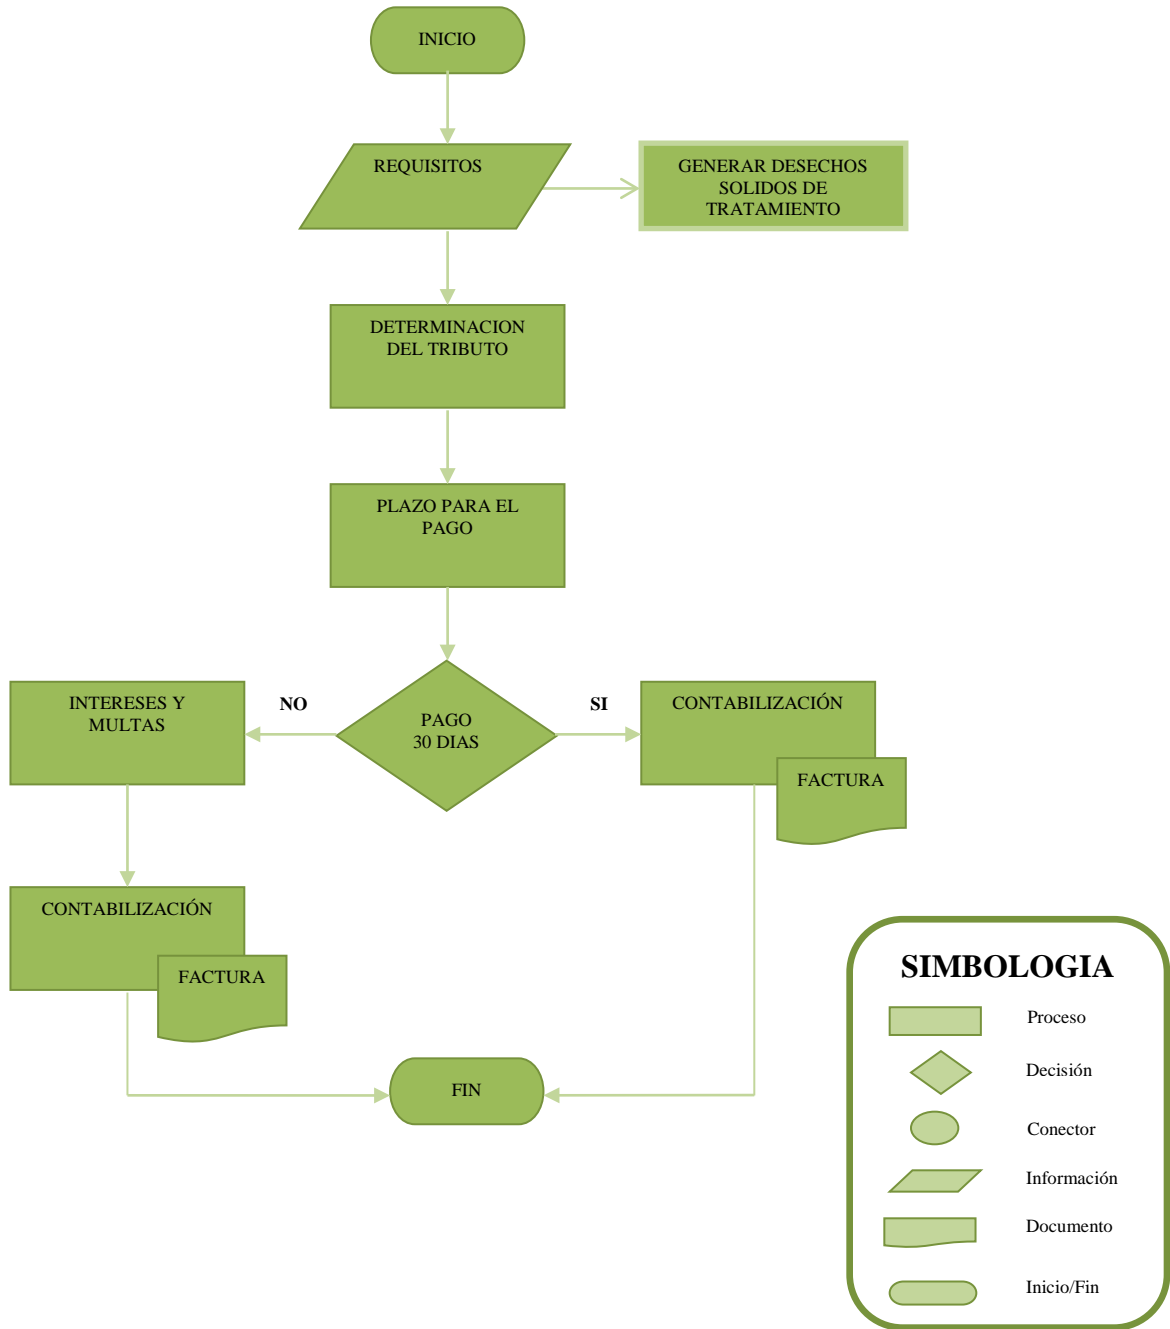 INICIO
REQUISITOS
GENERAR DESECHOS
SOLIDOS DE
TRATAMIENTO
DETERMINACION
DEL TRIBUTO
PLAZO PARA EL
PAGO
INTERESES Y
MULTAS
NO
PAGO
30 DIAS
SI
CONTABILIZACIÓN
FACTURA
CONTABILIZACIÓN
FACTURA
FIN
SIMBOLOGIA
Proceso
Decisión
Conector
Información
Documento
Inicio/Fin